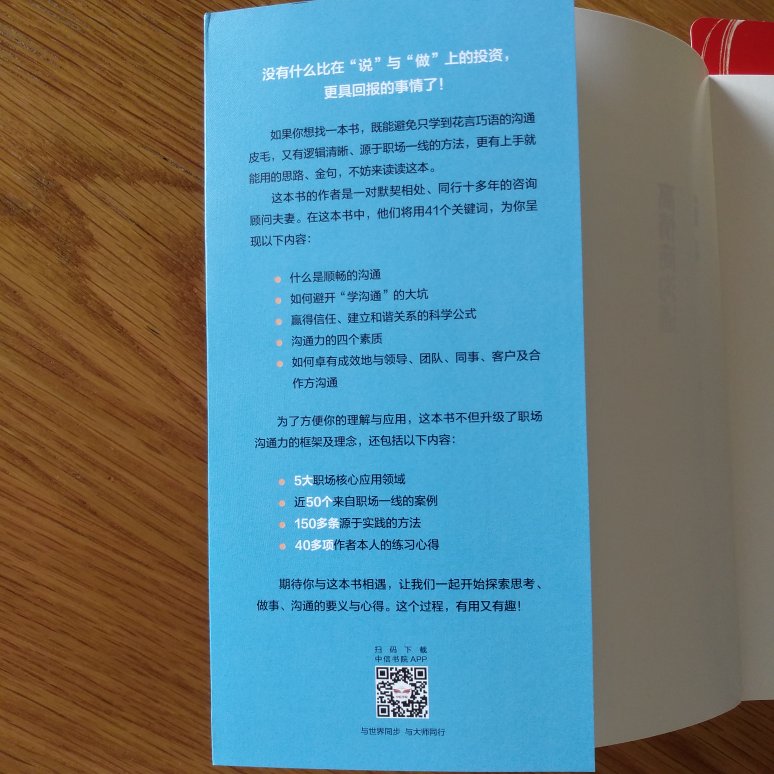 没有什么比在“说”与“做”上的投资，
更具回报的事情了！
如果你想找一本书，既能避免只学到花言巧语的沟通
皮毛，又有逻辑清晰、源于职场一线的方法，更有上手就
能用的思路、金句，不妨来读读这本。
这本书的作者是一对默契相处、同行十多年的咨询
顾问夫妻。在这本书中，他们将用41个关键词，为你呈
现以下内容：
• 什么是顺畅的沟通
• 如何避开“学沟通”的大坑
• 赢得信任、建立和谐关系的科学公式
• 沟通力的四个素质
• 如何卓有成效地与领导、团队、同事、客户及合
作方沟通
为了方便你的理解与应用，这本书不但升级了职场
沟通力的框架及理念，还包括以下内容：
• 5大职场核心应用领域
• 近50个来自职场一线的案例
• 150多条源于实践的方法
• 40多项作者本人的练习心得
期待你与这本书相遇，让我们一起开始探索思考、
做事、沟通的要义与心得。这个过程，有用又有趣！
扫码下载
中信书院 APP
与世界同步 与大师同行